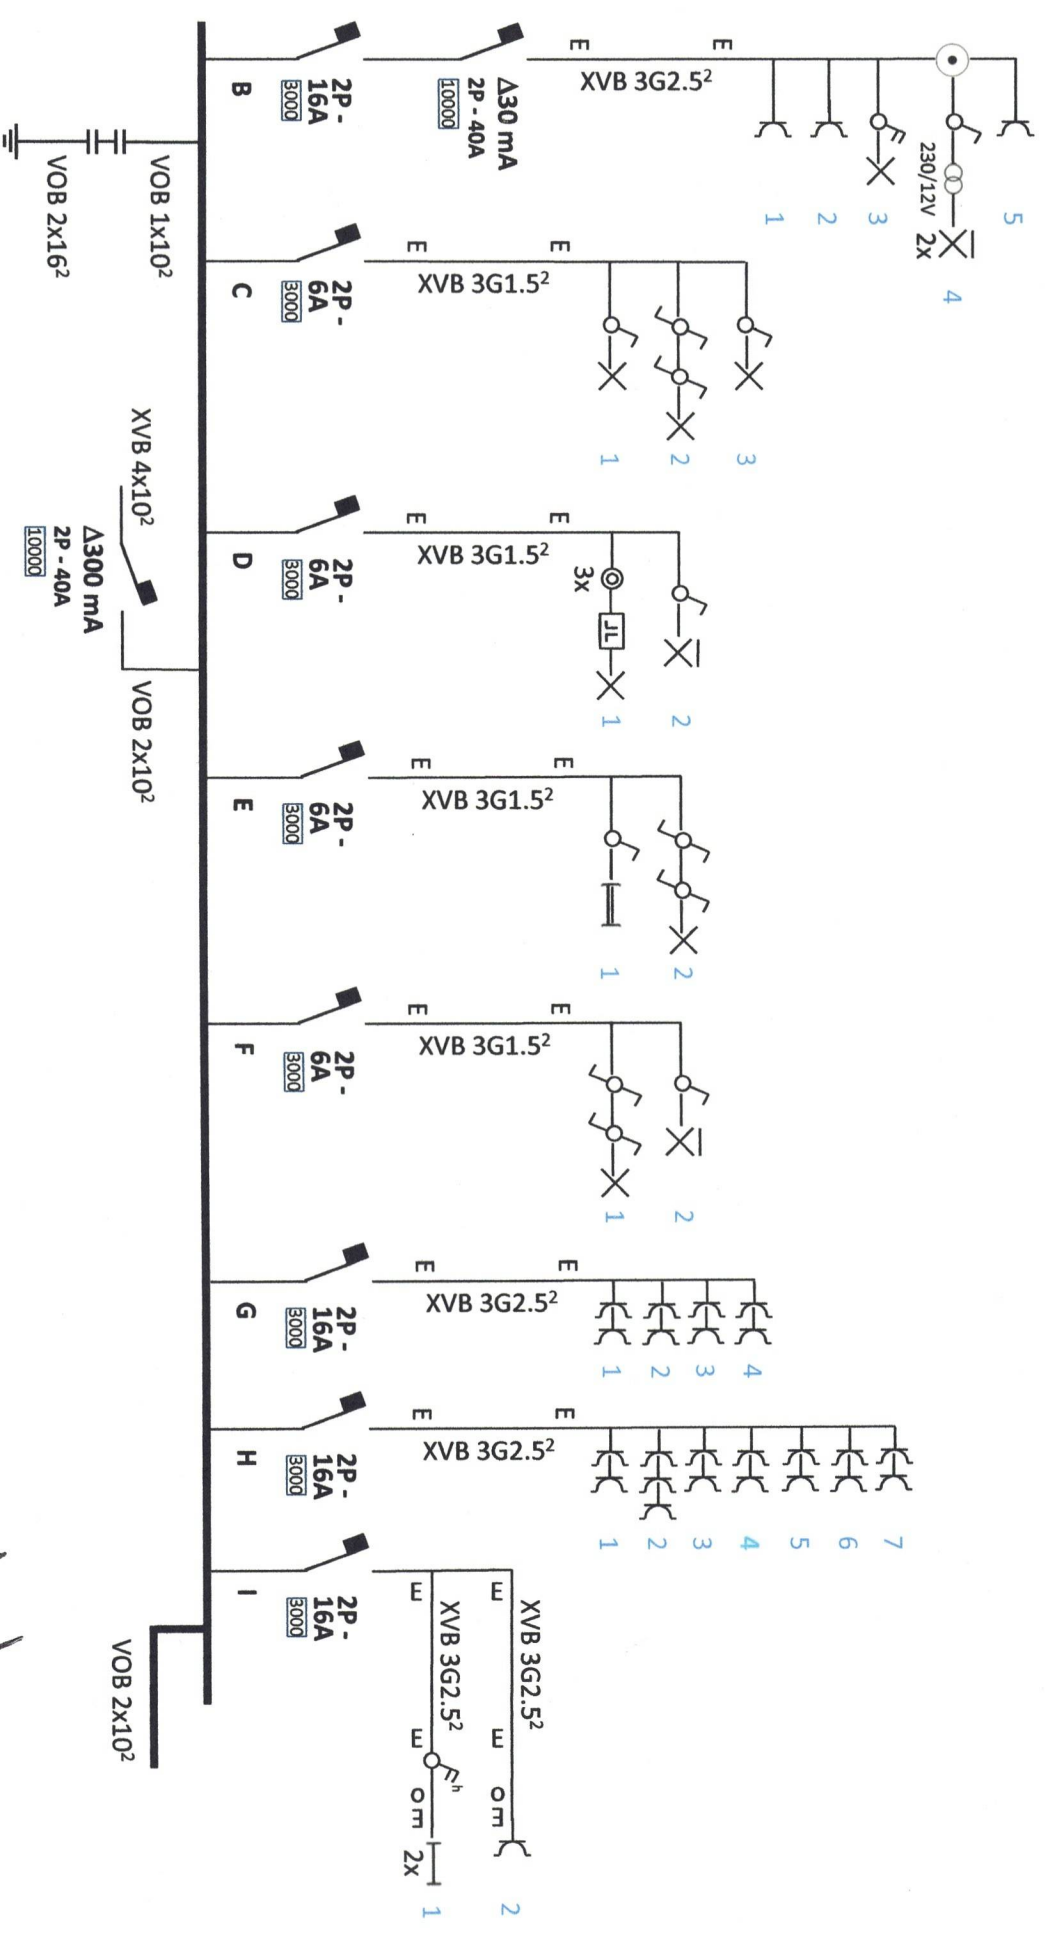 5
4
3
2
1
230/12V
2x
XVB 3G2.5²
Δ30 mA
2P - 40A
10000
2P -
16A
3000
B
VOB 1x10²
VOB 2x16²
3
2
1
XVB 3G1.5²
2P -
6A
3000
C
XVB 4x10²
Δ300 mA
2P - 40A
10000
VOB 2x10²
2
1
3x
JL
XVB 3G1.5²
2P -
6A
3000
D
2
1
XVB 3G1.5²
2P -
6A
3000
E
2
1
XVB 3G1.5²
2P -
6A
3000
F
4
3
2
1
XVB 3G2.5²
2P -
16A
3000
G
7
6
5
4
3
2
1
XVB 3G2.5²
2P -
16A
3000
H
XVB 3G2.5²
2
XVB 3G2.5²
h
2x
1
2P -
16A
3000
I
VOB 2x10²